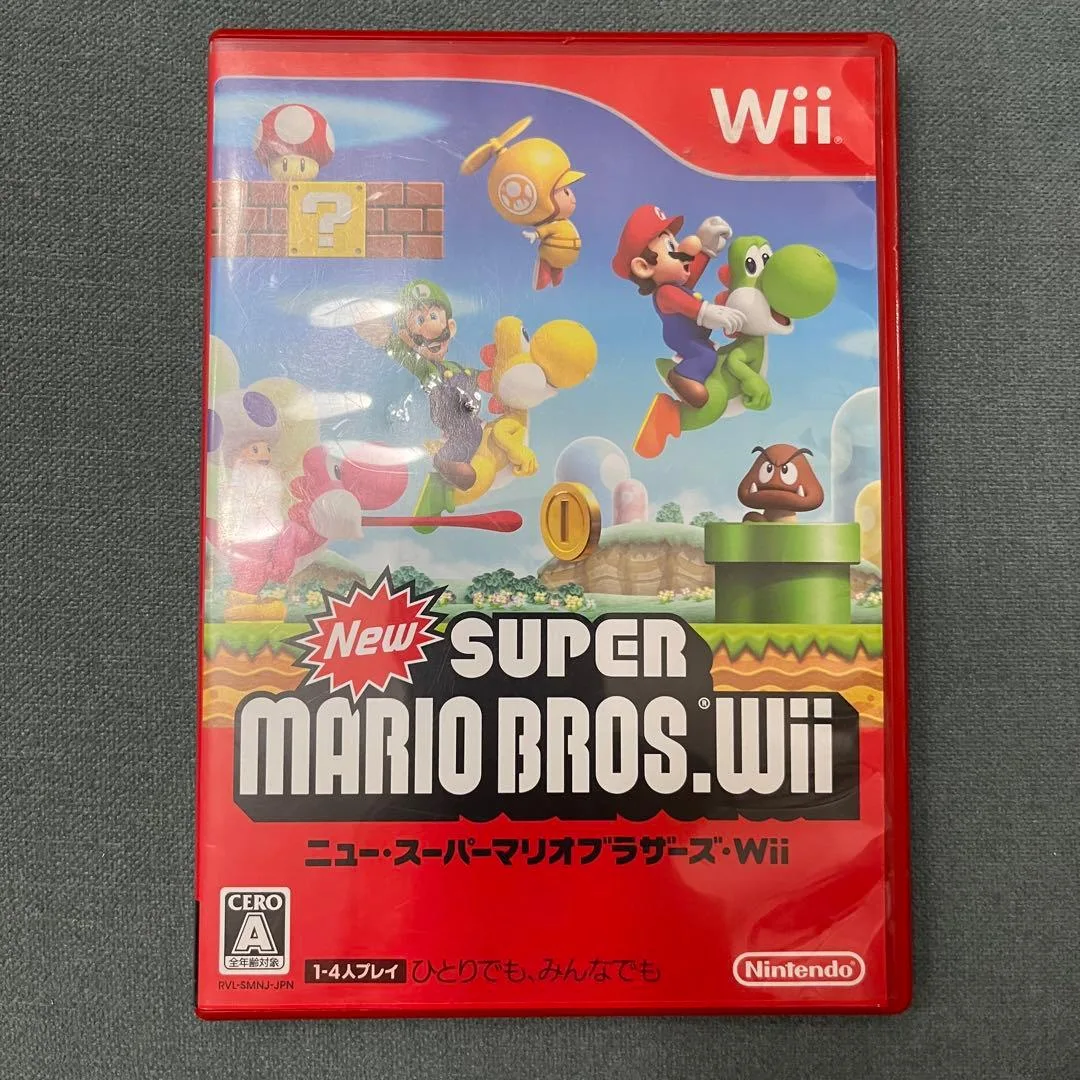 Wii®
?
New SUPER
MARIO BROS.®Wii
ニュー・スーパーマリオブラザーズ・Wii
CERO
A
全年齢対象
RVL-SMNJ-JPN
1-4人プレイ ひとりでも、みんなでも
Nintendo